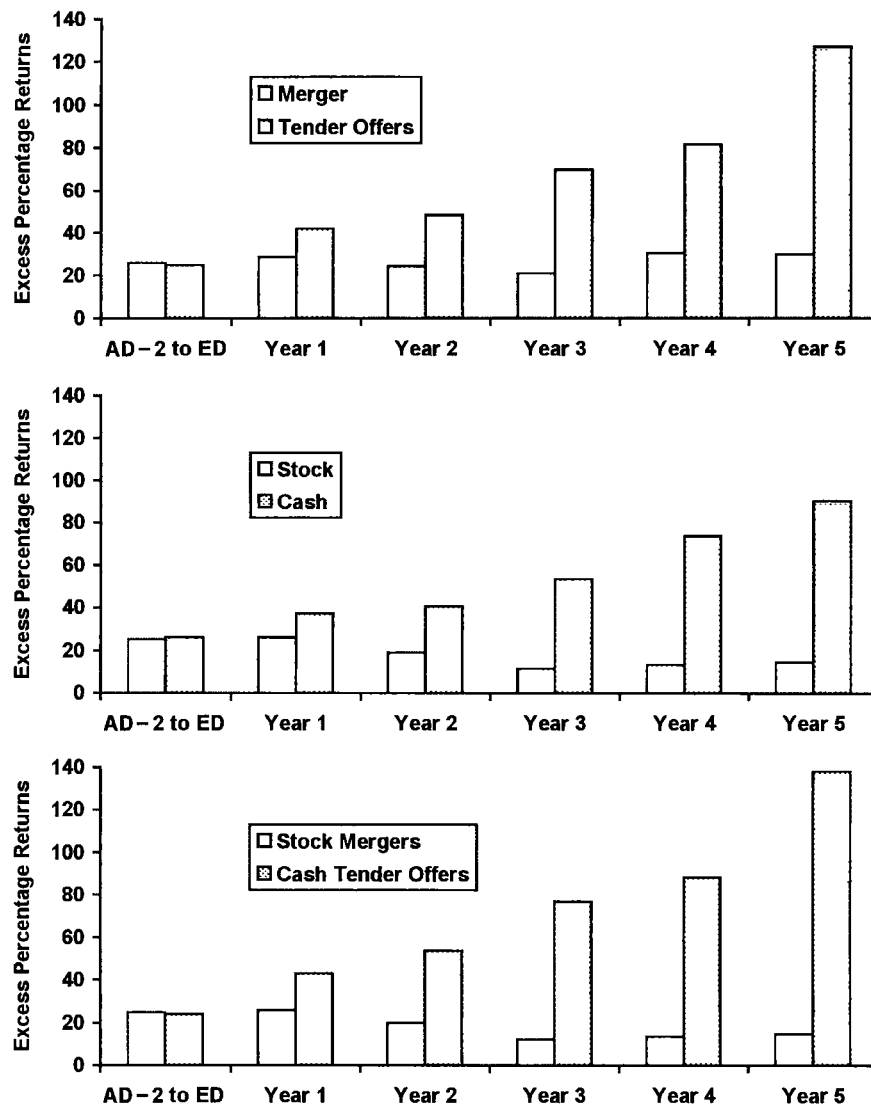 Excess Percentage Returns
140
120
100
80
60
40
20
0
Merger
Tender Offers
AD – 2 to ED Year 1 Year 2 Year 3 Year 4 Year 5
Excess Percentage Returns
140
120
100
80
60
40
20
0
Stock
Cash
AD – 2 to ED Year 1 Year 2 Year 3 Year 4 Year 5
Excess Percentage Returns
140
120
100
80
60
40
20
0
Stock Mergers
Cash Tender Offers
AD – 2 to ED Year 1 Year 2 Year 3 Year 4 Year 5